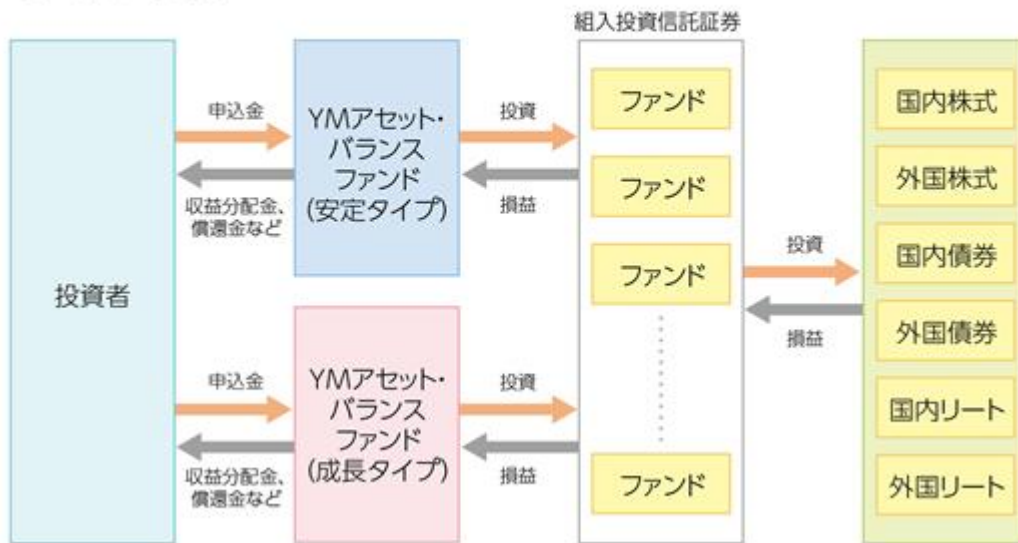 組入投資信託証券
投資者
申込金
収益分配金、
償還金など
YMアセット・
バランス
ファンド
(安定タイプ)
投資
損益
申込金
収益分配金、
償還金など
YMアセット・
バランス
ファンド
(成長タイプ)
投資
損益
ファンド
ファンド
ファンド
ファンド
投資
損益
国内株式
外国株式
国内債券
外国債券
国内リート
外国リート